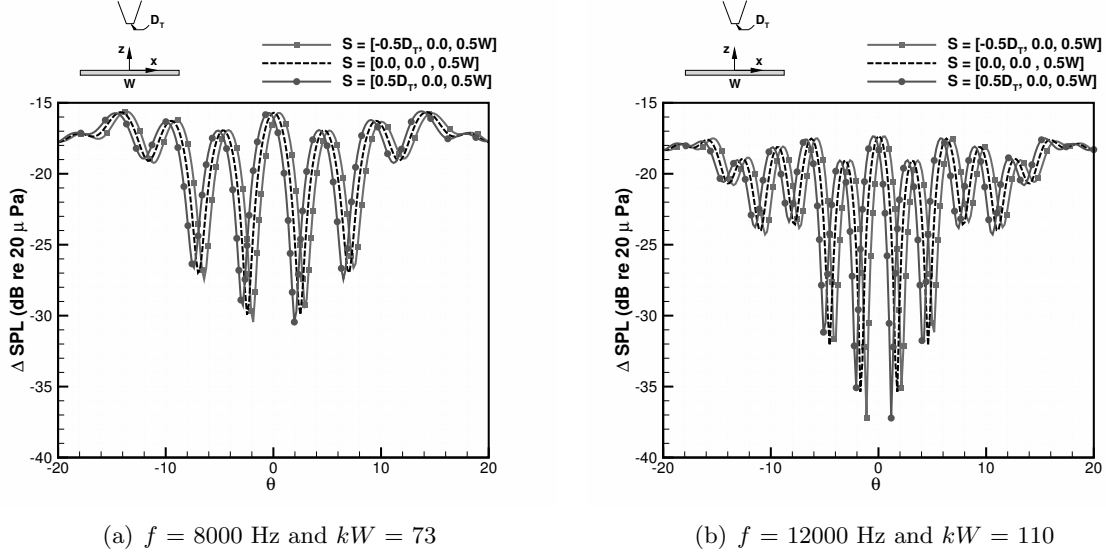 D_T
z
x
W
S = [-0.5D_T, 0.0, 0.5W]
S = [0.0, 0.0 , 0.5W]
S = [0.5D_T, 0.0, 0.5W]
Δ SPL (dB re 20 μ Pa)
-15
-20
-25
-30
-35
-40
-20 -10 0 10 20
θ
(a) f = 8000 Hz and kW = 73
D_T
z
x
W
S = [-0.5D_T, 0.0, 0.5W]
S = [0.0, 0.0 , 0.5W]
S = [0.5D_T, 0.0, 0.5W]
Δ SPL (dB re 20 μ Pa)
-15
-20
-25
-30
-35
-40
-20 -10 0 10 20
θ
(b) f = 12000 Hz and kW = 110